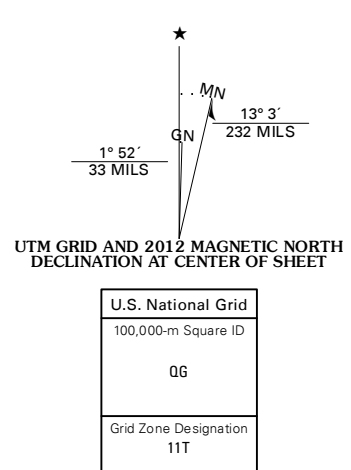 ★
MN
GN
13° 3´
232 MILS
1° 52´
33 MILS
UTM GRID AND 2012 MAGNETIC NORTH
DECLINATION AT CENTER OF SHEET
U.S. National Grid
100,000-m Square ID
QG
Grid Zone Designation
11T